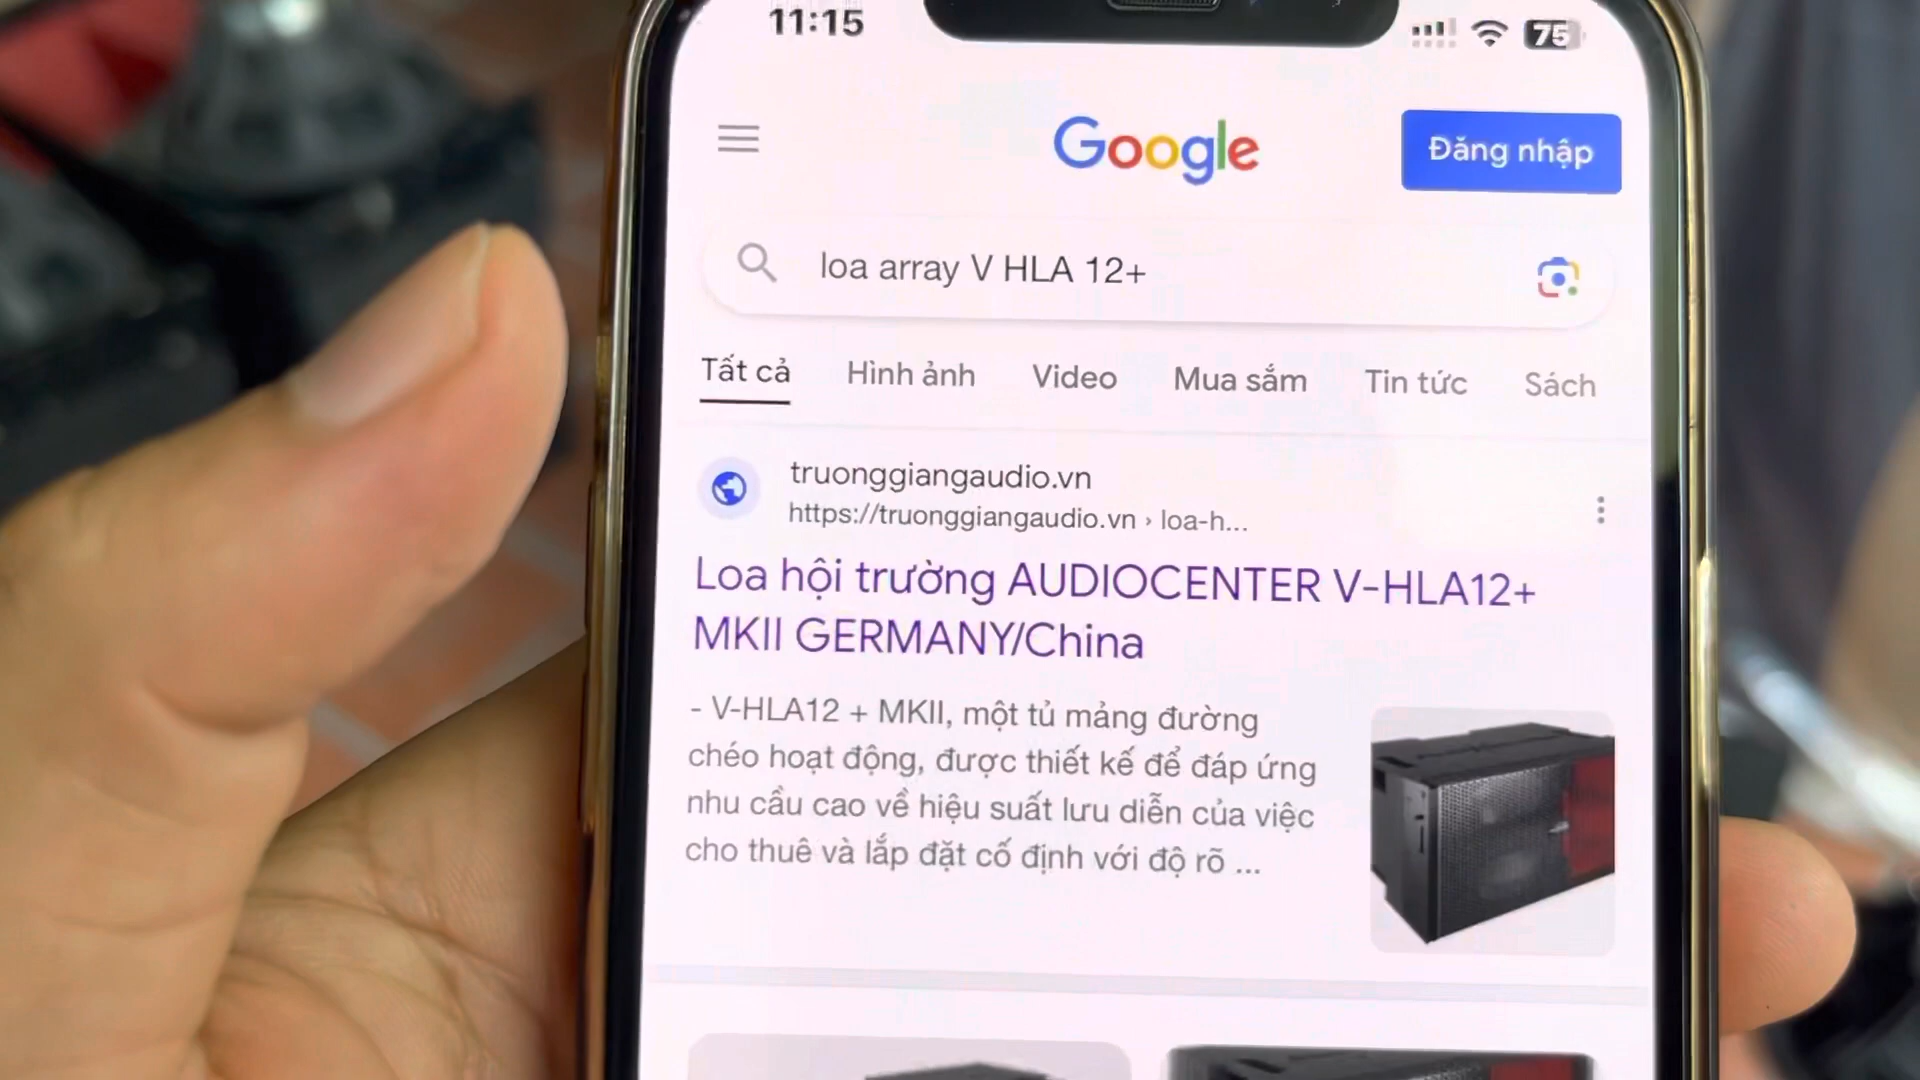 11:15
75
Google
Đăng nhập
loa array V HLA 12+
Tất cả Hình ảnh Video Mua sắm Tin tức Sách
truonggiangaudio.vn
https://truonggiangaudio.vn › loa-h...
Loa hội trường AUDIOCENTER V-HLA12+
MKII GERMANY/China
- V-HLA12 + MKII, một tủ mảng đường
chéo hoạt động, được thiết kế để đáp ứng
nhu cầu cao về hiệu suất lưu diễn của việc
cho thuê và lắp đặt cố định với độ rõ ...